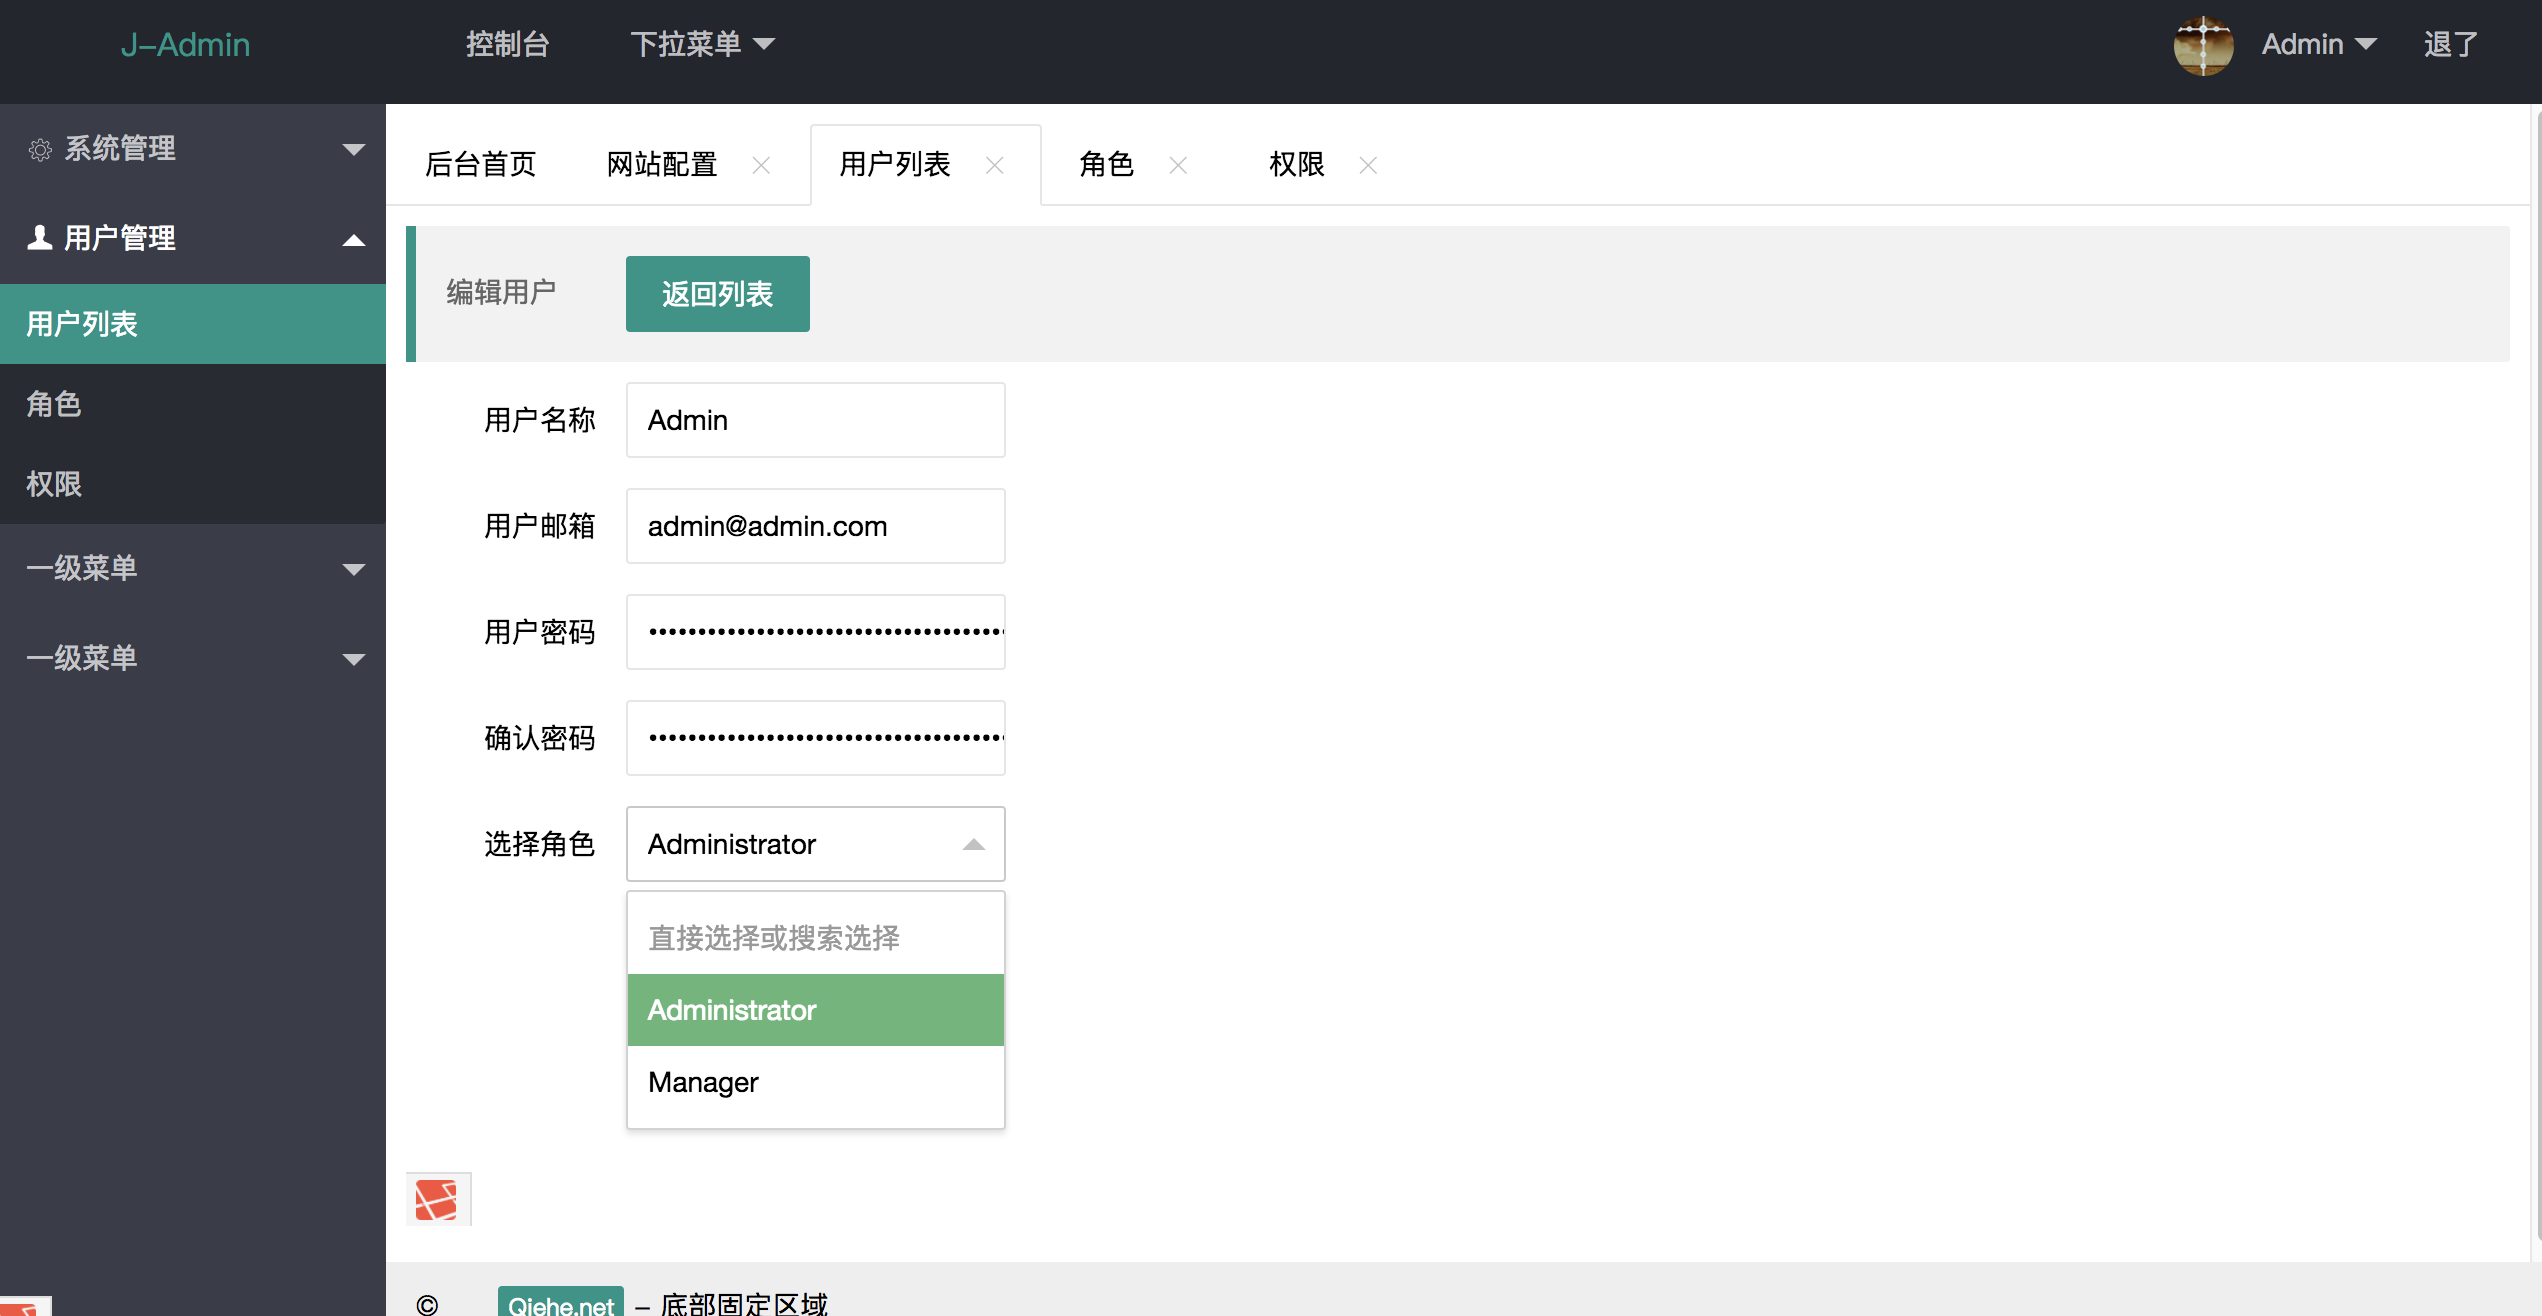 J-Admin
控制台
下拉菜单
Admin
退了
系统管理
用户管理
用户列表
角色
权限
一级菜单
一级菜单
后台首页
网站配置
用户列表
角色
权限
编辑用户
返回列表
用户名称
Admin
用户邮箱
admin@admin.com
用户密码
确认密码
选择角色
Administrator
直接选择或搜索选择
Administrator
Manager
© Qiehe.net - 底部固定区域